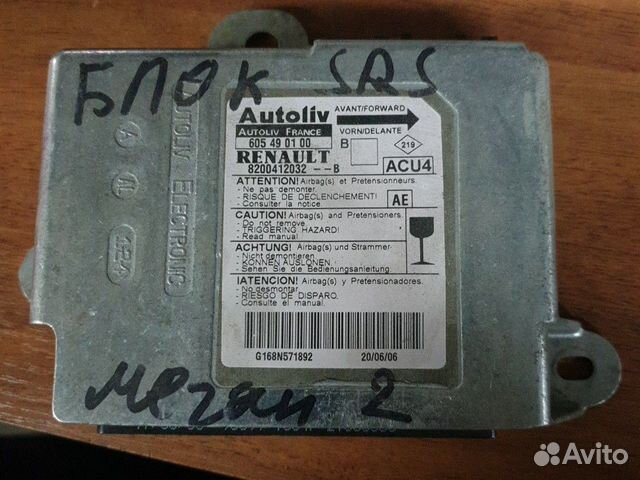 БЛОК SRS
Autoliv
AUTOLIV FRANCE
605 49 01 00
RENAULT
8200412032 --B
AVANT/FORWARD
VORN/DELANTE
B
219
ACU4
ATTENTION! Airbag(s) et Pretensionneurs.
- Ne pas demonter.
- RISQUE DE DECLENCHEMENT!
- Consulter la notice.
AE
CAUTION! Airbag(s) and Pretensioners.
- Do not remove
- TRIGGERING HAZARD!
- Read manual
ACHTUNG! Airbag(s) und Strammer
- Nicht demontieren
- KONNEN AUSLONEN.
- Sehen Sie die Bedienungsanleitung
!ATENCION! Airbag(s) y Pretensionadores.
- No desmontar
- RIESGO DE DISPARO.
- Consulte el manual.
G168N571892 20/06/06
AUTOLIV ELECTRONIC
A
42A
меган 2
Avito